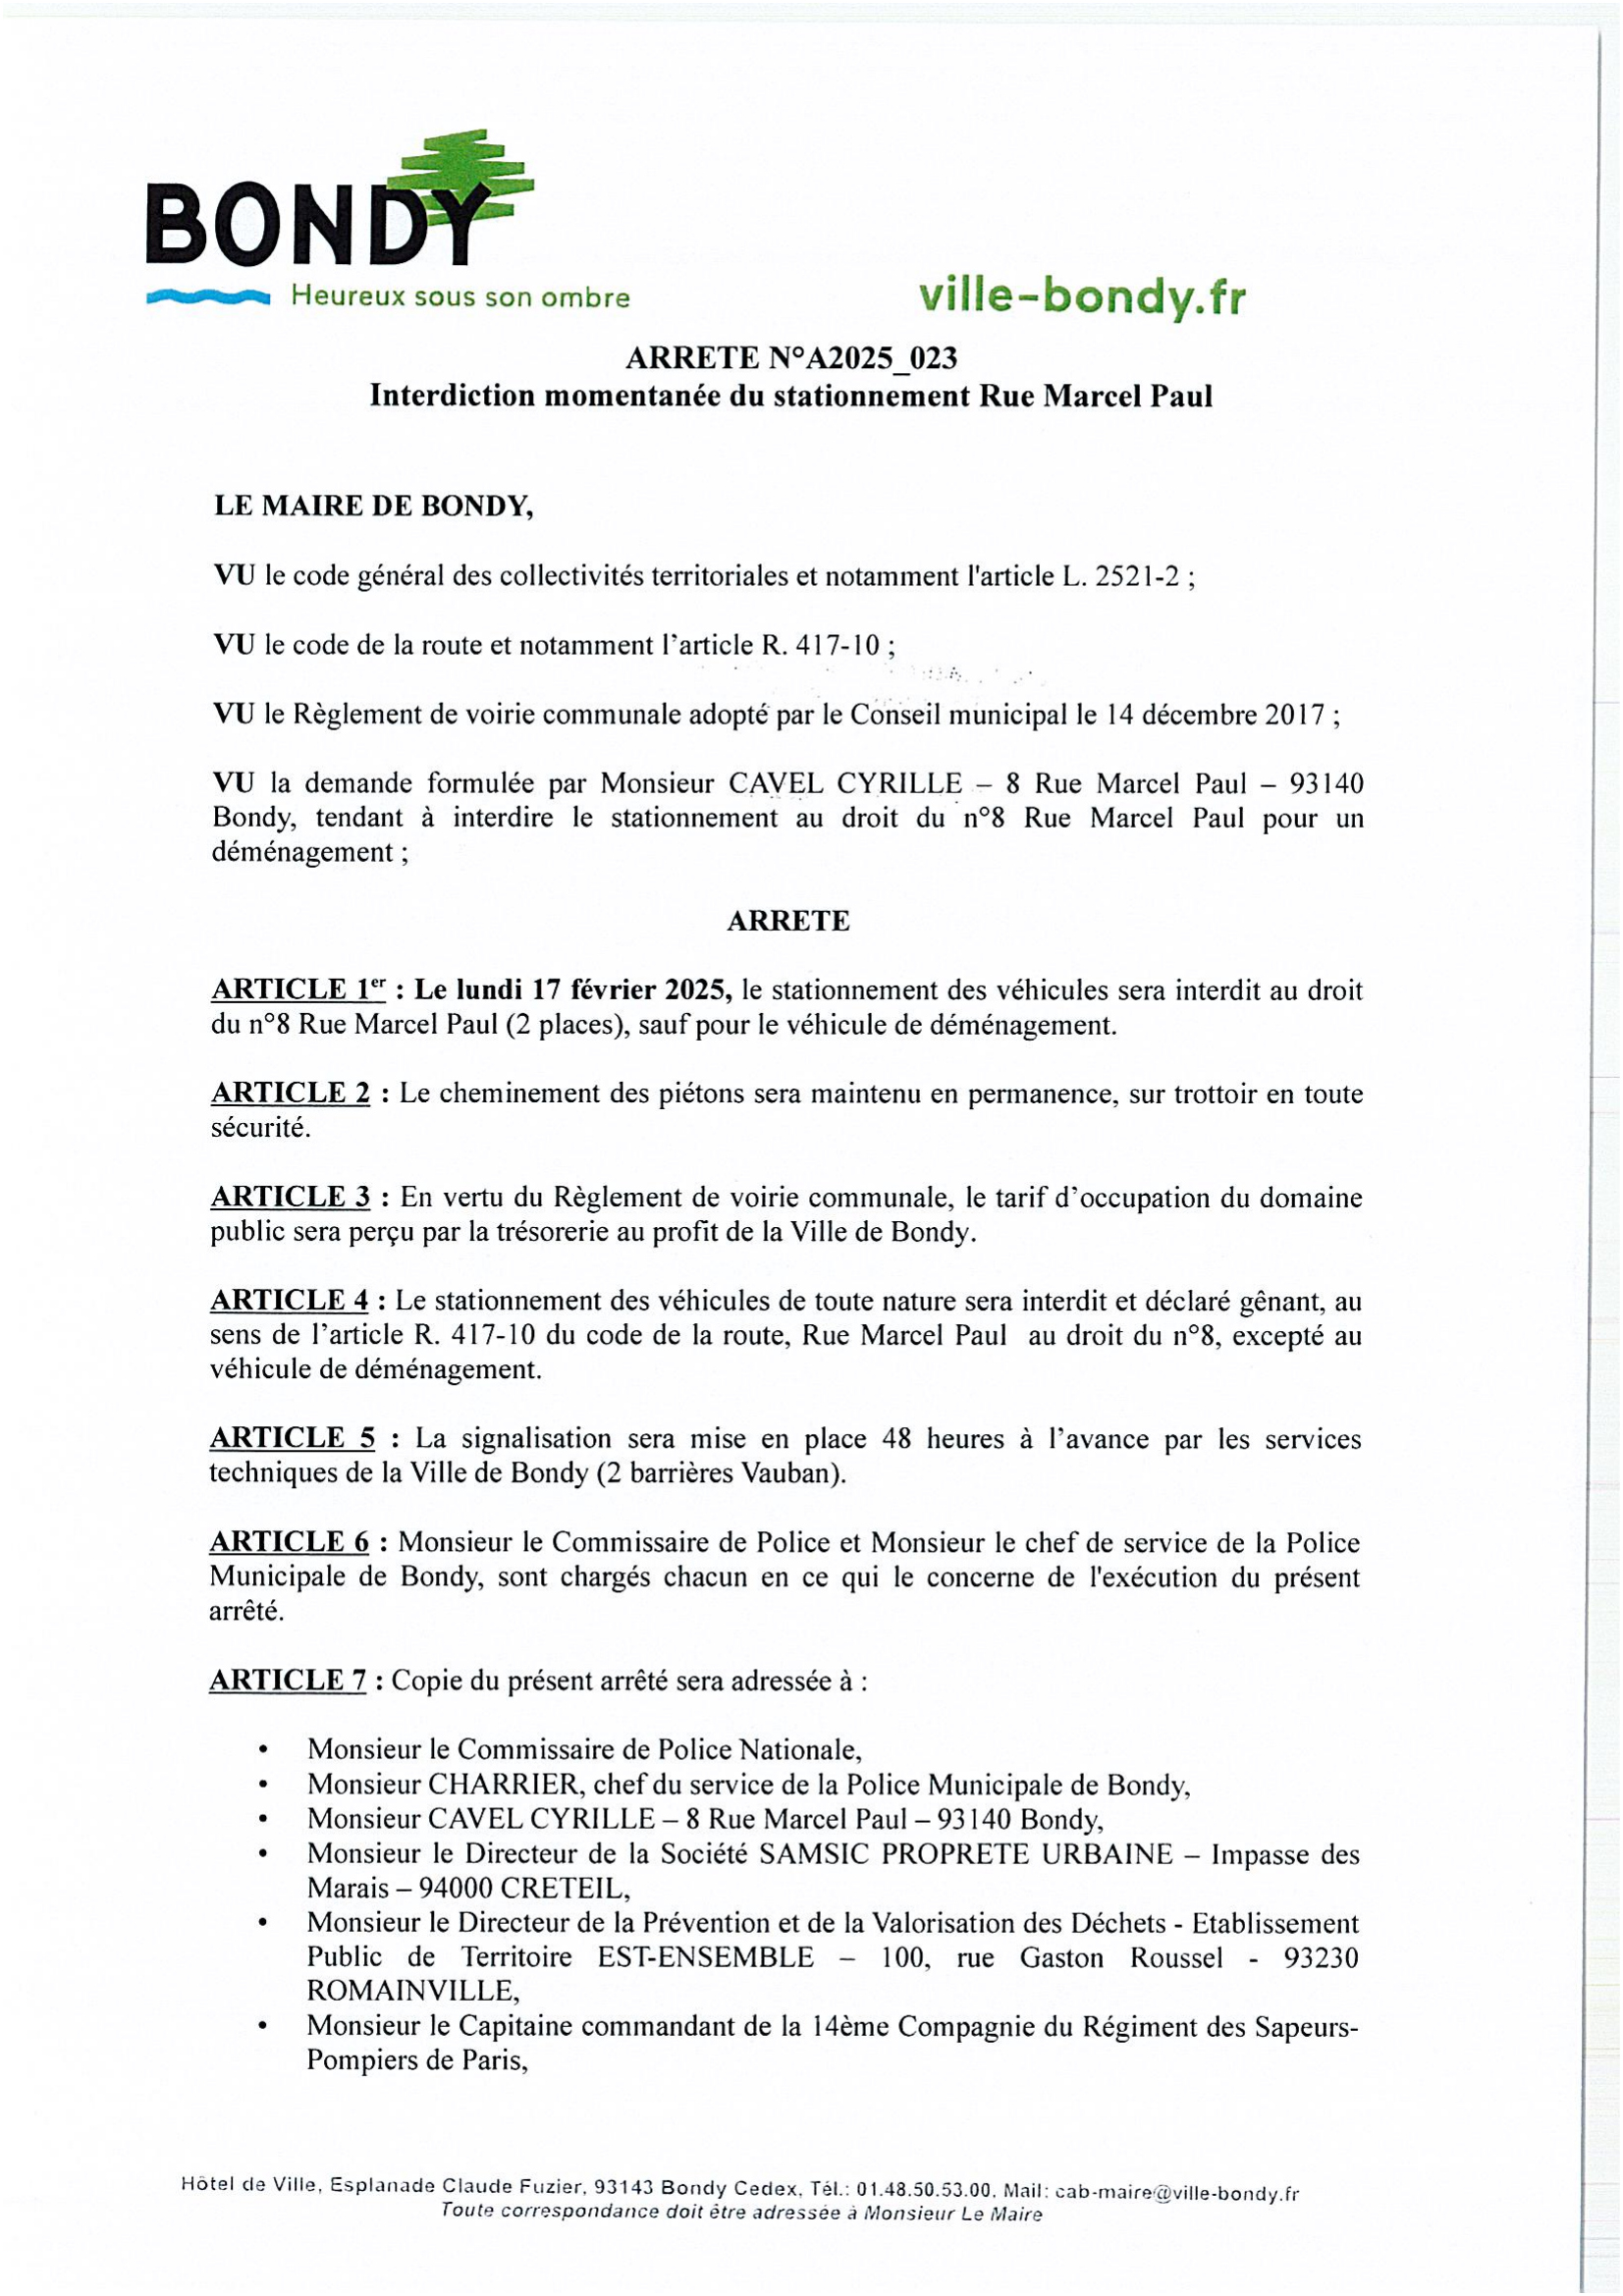 BONDY
Heureux sous son ombre
ville-bondy.fr
ARRETE N°A2025_023
Interdiction momentanée du stationnement Rue Marcel Paul
LE MAIRE DE BONDY,
VU le code général des collectivités territoriales et notamment l'article L. 2521-2 ;
VU le code de la route et notamment l’article R. 417-10 ;
VU le Règlement de voirie communale adopté par le Conseil municipal le 14 décembre 2017 ;
VU la demande formulée par Monsieur CAVEL CYRILLE – 8 Rue Marcel Paul – 93140
Bondy, tendant à interdire le stationnement au droit du n°8 Rue Marcel Paul pour un
déménagement ;
ARRETE
ARTICLE 1er : Le lundi 17 février 2025, le stationnement des véhicules sera interdit au droit
du n°8 Rue Marcel Paul (2 places), sauf pour le véhicule de déménagement.
ARTICLE 2 : Le cheminement des piétons sera maintenu en permanence, sur trottoir en toute
sécurité.
ARTICLE 3 : En vertu du Règlement de voirie communale, le tarif d’occupation du domaine
public sera perçu par la trésorerie au profit de la Ville de Bondy.
ARTICLE 4 : Le stationnement des véhicules de toute nature sera interdit et déclaré gênant, au
sens de l’article R. 417-10 du code de la route, Rue Marcel Paul au droit du n°8, excepté au
véhicule de déménagement.
ARTICLE 5 : La signalisation sera mise en place 48 heures à l’avance par les services
techniques de la Ville de Bondy (2 barrières Vauban).
ARTICLE 6 : Monsieur le Commissaire de Police et Monsieur le chef de service de la Police
Municipale de Bondy, sont chargés chacun en ce qui le concerne de l'exécution du présent
arrêté.
ARTICLE 7 : Copie du présent arrêté sera adressée à :
• Monsieur le Commissaire de Police Nationale,
• Monsieur CHARRIER, chef du service de la Police Municipale de Bondy,
• Monsieur CAVEL CYRILLE – 8 Rue Marcel Paul – 93140 Bondy,
• Monsieur le Directeur de la Société SAMSIC PROPRETE URBAINE – Impasse des
Marais – 94000 CRETEIL,
• Monsieur le Directeur de la Prévention et de la Valorisation des Déchets - Etablissement
Public de Territoire EST-ENSEMBLE – 100, rue Gaston Roussel - 93230
ROMAINVILLE,
• Monsieur le Capitaine commandant de la 14ème Compagnie du Régiment des Sapeurs-
Pompiers de Paris,
Hôtel de Ville, Esplanade Claude Fuzier, 93143 Bondy Cedex, Tél.: 01.48.50.53.00, Mail: cab-maire@ville-bondy.fr
Toute correspondance doit être adressée à Monsieur Le Maire